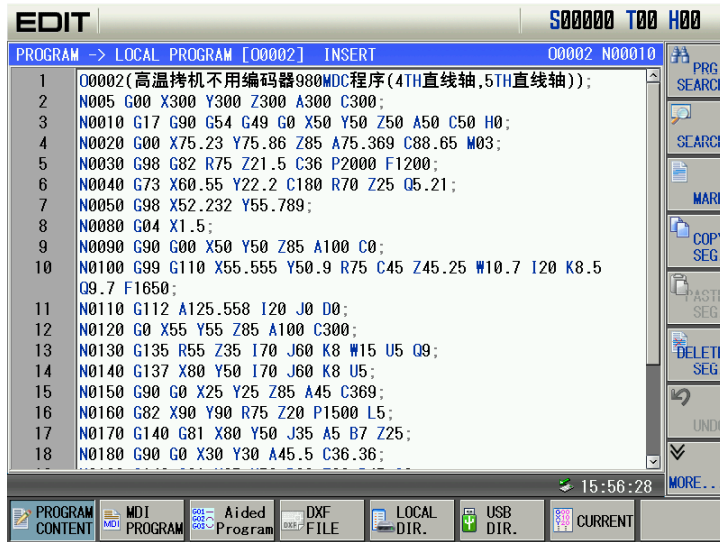 EDIT
S00000 T00 H00
PROGRAM -> LOCAL PROGRAM [O0002] INSERT
O0002 N00010
1 O0002(高温拷机不用编码器980MDC程序(4TH直线轴,5TH直线轴));
2 N005 G00 X300 Y300 Z300 A300 C300;
3 N0010 G17 G90 G54 G49 G0 X50 Y50 Z50 A50 C50 H0;
4 N0020 G00 X75.23 Y75.86 Z85 A75.369 C88.65 M03;
5 N0030 G98 G82 R75 Z21.5 C36 P2000 F1200;
6 N0040 G73 X60.55 Y22.2 C180 R70 Z25 Q5.21;
7 N0050 G98 X52.232 Y55.789;
8 N0080 G04 X1.5;
9 N0090 G90 G00 X50 Y50 Z85 A100 C0;
10 N0100 G99 G110 X55.555 Y50.9 R75 C45 Z45.25 W10.7 I20 K8.5
Q9.7 F1650;
11 N0110 G112 A125.558 I20 J0 D0;
12 N0120 G0 X55 Y55 Z85 A100 C300;
13 N0130 G135 R55 Z35 I70 J60 K8 W15 U5 Q9;
14 N0140 G137 X80 Y50 I70 J60 K8 U5;
15 N0150 G90 G0 X25 Y25 Z85 A45 C369;
16 N0160 G82 X90 Y90 R75 Z20 P1500 L5;
17 N0170 G140 G81 X80 Y50 J35 A5 B7 Z25;
18 N0180 G90 G0 X30 Y30 A45.5 C36.36;
PRG
SEARCH
SEARCH
MARK
COPY
SEG
PASTE
SEG
DELETE
SEG
UNDO
MORE..
15:56:28
PROGRAM
CONTENT
MDI
PROGRAM
Aided
Program
DXF
FILE
LOCAL
DIR.
USB
DIR.
CURRENT